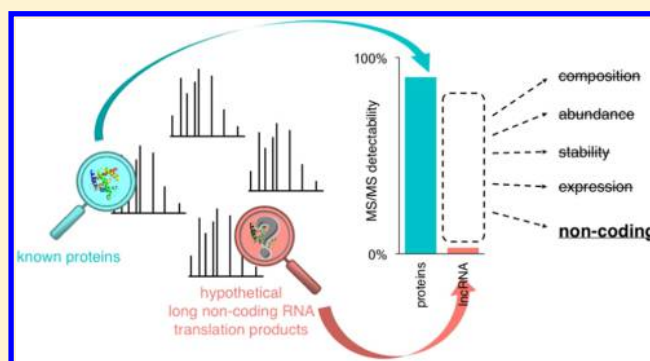 100%
MS/MS detectability
0%
proteins
lncRNA
composition
abundance
stability
expression
non-coding
known proteins
?
hypothetical
long non-coding RNA
translation products